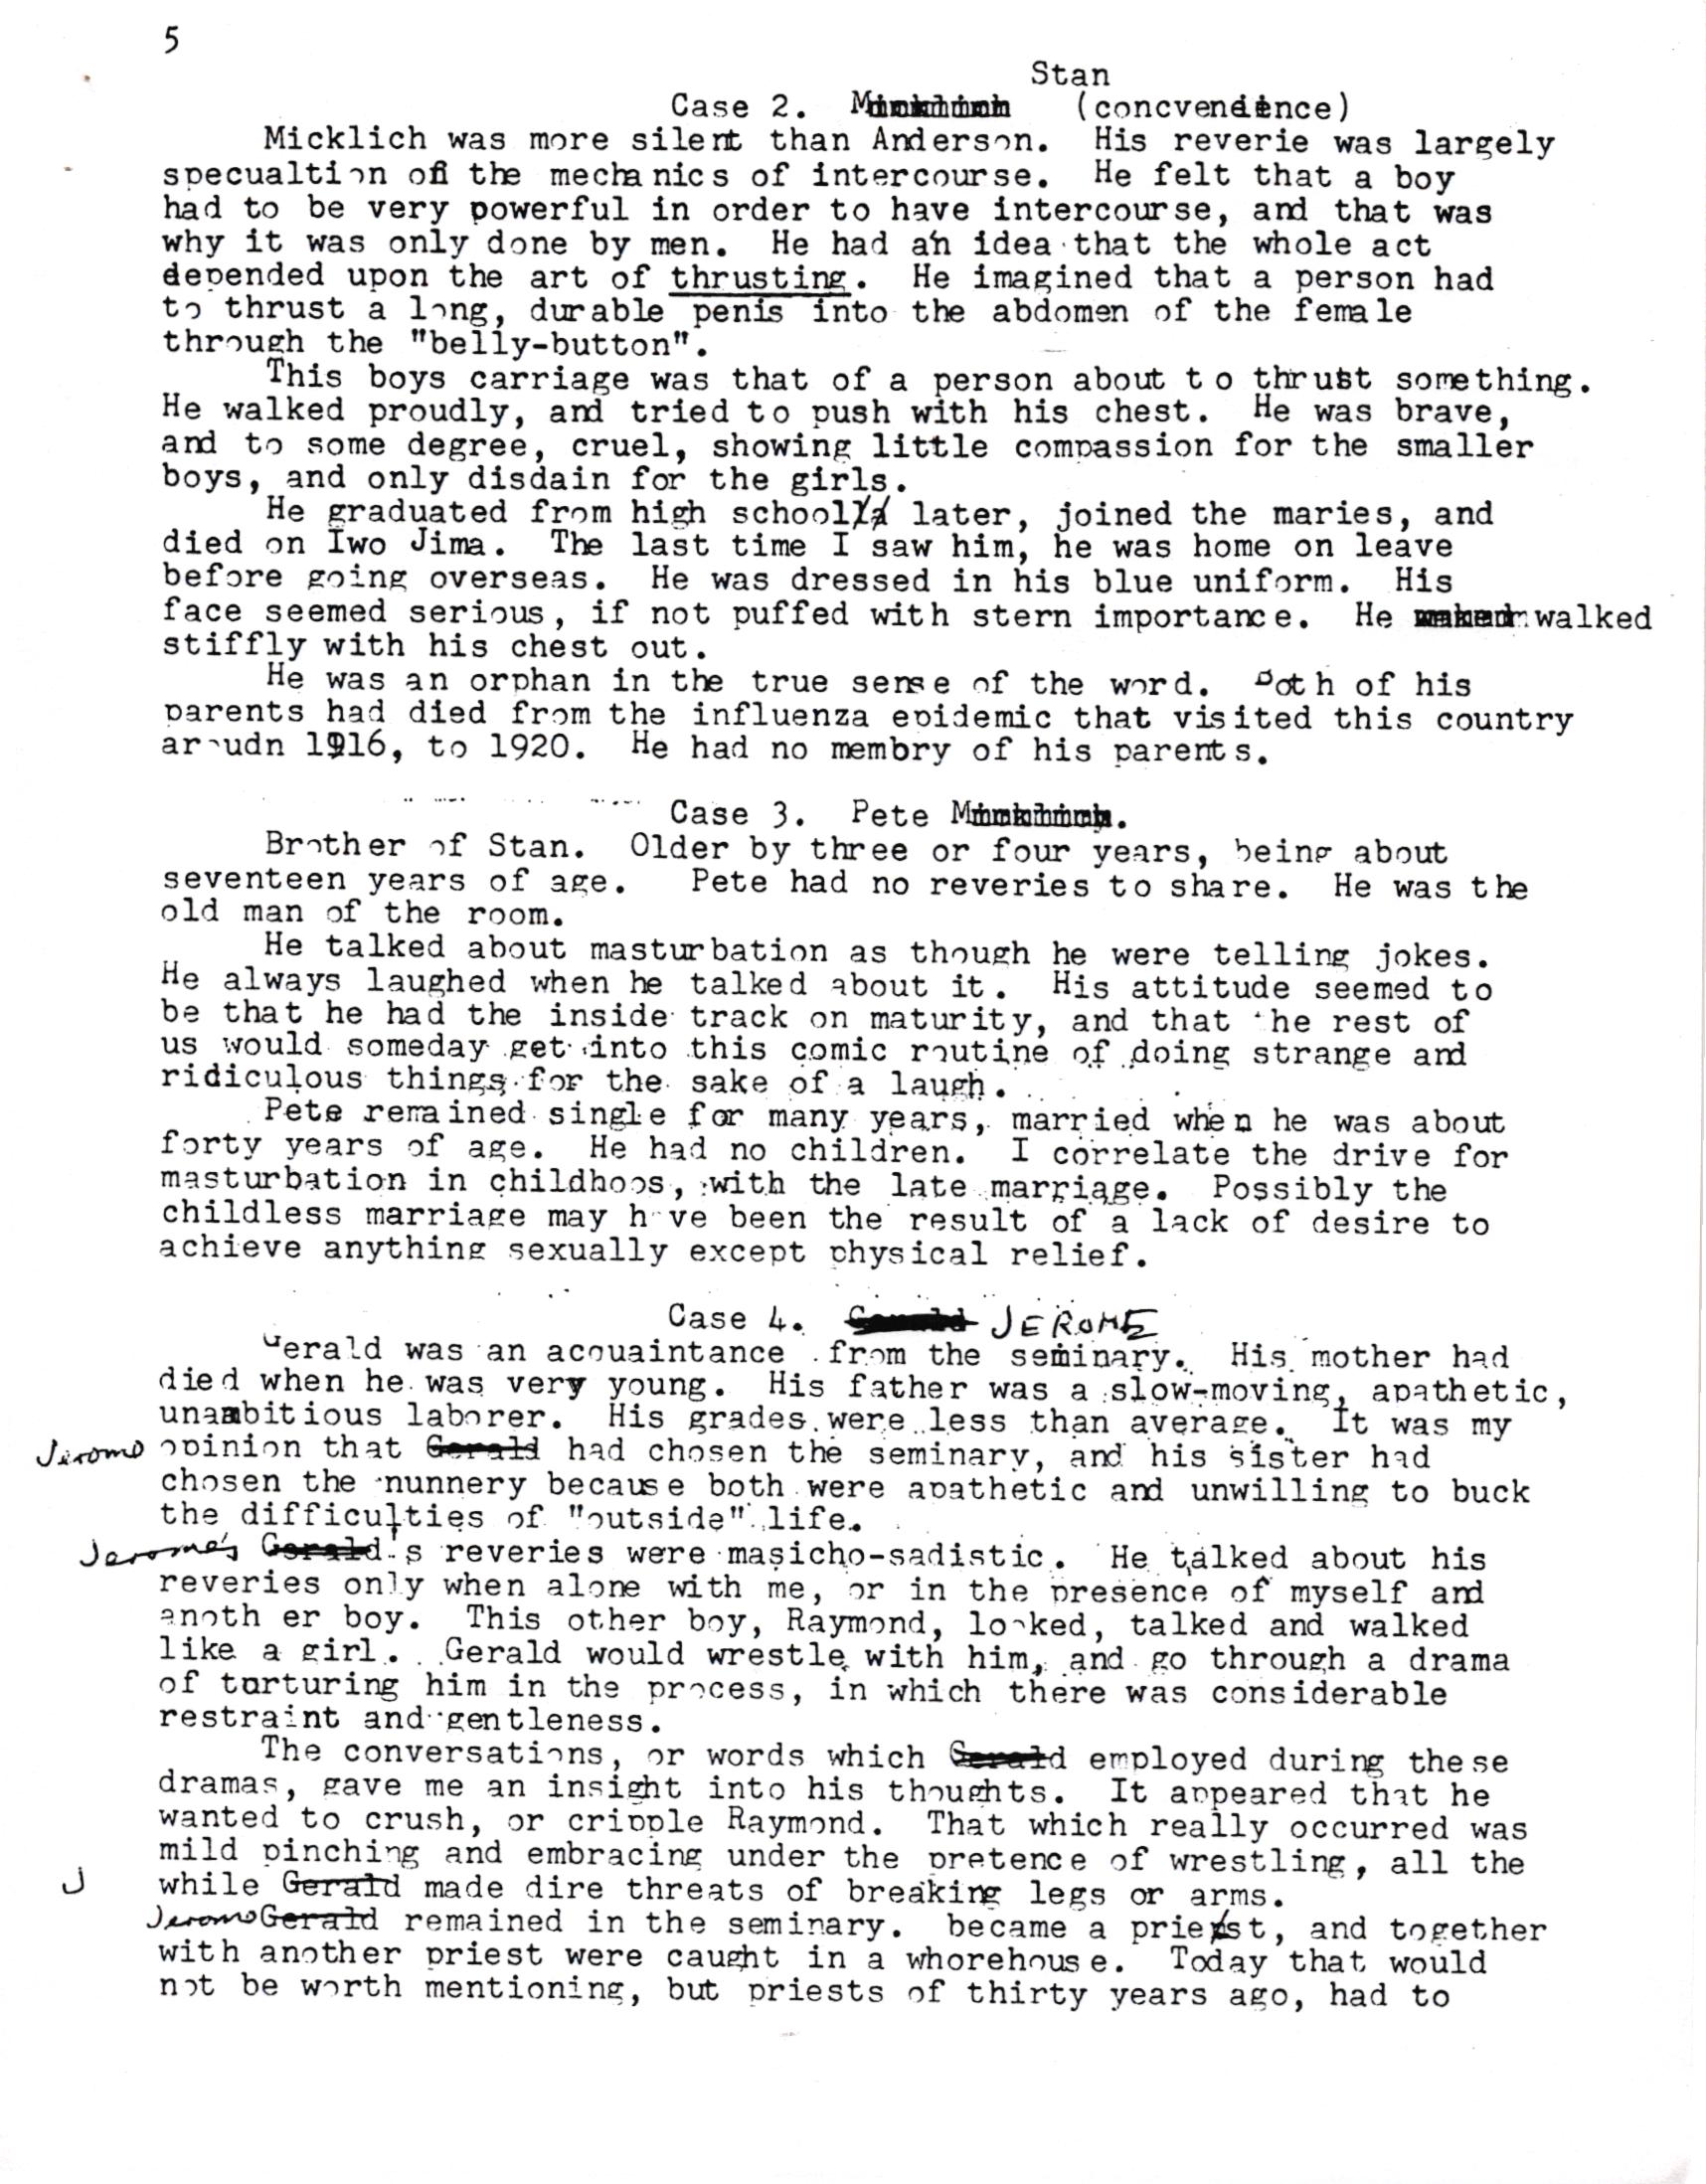 5
Stan
Case 2. (concvendience)
Micklich was more silent than Anderson. His reverie was largely
specualtion ofi the mechanics of intercourse. He felt that a boy
had to be very powerful in order to have intercourse, and that was
why it was only done by men. He had an idea that the whole act
depended upon the art of thrusting. He imagined that a person had
to thrust a long, durable penis into the abdomen of the female
through the "belly-button".
This boys carriage was that of a person about to thrust something.
He walked proudly, and tried to push with his chest. He was brave,
and to some degree, cruel, showing little compassion for the smaller
boys, and only disdain for the girls.
He graduated from high school later, joined the maries, and
died on Iwo Jima. The last time I saw him, he was home on leave
before going overseas. He was dressed in his blue uniform. His
face seemed serious, if not puffed with stern importance. He walked
stiffly with his chest out.
He was an orphan in the true sense of the word. Both of his
parents had died from the influenza epidemic that visited this country
aroudn 1916, to 1920. He had no membry of his parents.
Case 3. Pete
Brother of Stan. Older by three or four years, being about
seventeen years of age. Pete had no reveries to share. He was the
old man of the room.
He talked about masturbation as though he were telling jokes.
He always laughed when he talked about it. His attitude seemed to
be that he had the inside track on maturity, and that the rest of
us would someday get into this comic routine of doing strange and
ridiculous things for the sake of a laugh.
Pete remained single for many years, married when he was about
forty years of age. He had no children. I correlate the drive for
masturbation in childhoos, with the late marriage. Possibly the
childless marriage may have been the result of a lack of desire to
achieve anything sexually except physical relief.
Case 4. Gerald JEROME
Gerald was an acquaintance from the seminary. His mother had
died when he was very young. His father was a slow-moving, apathetic,
unambitious laborer. His grades were less than average. It was my
Jerome opinion that Gerald had chosen the seminary, and his sister had
chosen the nunnery because both were apathetic and unwilling to buck
the difficulties of "outside" life.
Jerome's Gerald's reveries were masicho-sadistic. He talked about his
reveries only when alone with me, or in the presence of myself and
anoth er boy. This other boy, Raymond, looked, talked and walked
like a girl. Gerald would wrestle with him, and go through a drama
of torturing him in the process, in which there was considerable
restraint and gentleness.
The conversations, or words which Gerald employed during these
dramas, gave me an insight into his thoughts. It appeared that he
wanted to crush, or cripple Raymond. That which really occurred was
mild pinching and embracing under the pretence of wrestling, all the
J while Gerald made dire threats of breaking legs or arms.
Jerome Gerald remained in the seminary. became a priest, and together
with another priest were caught in a whorehouse. Today that would
not be worth mentioning, but priests of thirty years ago, had to